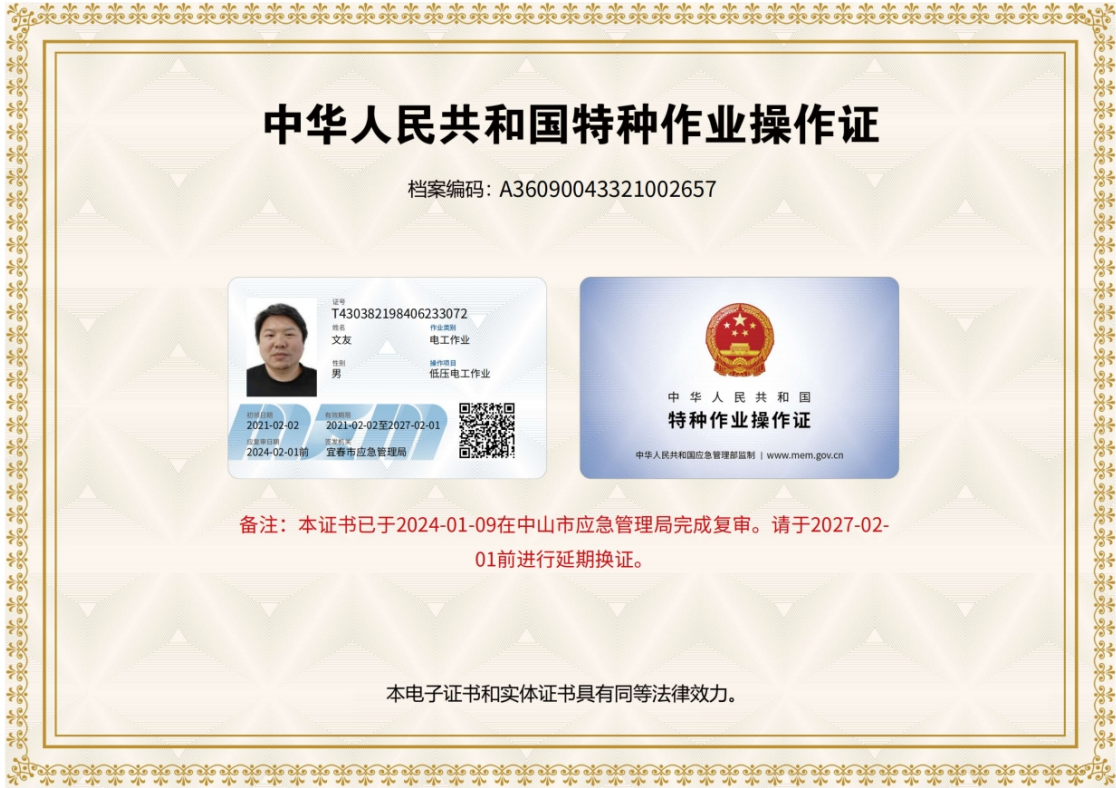 中华人民共和国特种作业操作证
档案编码：A36090043321002657
证号
T430382198406233072
姓名 作业类别
文友 电工作业
性别 操作项目
男 低压电工作业
初领日期 有效期限
2021-02-02 2021-02-02至2027-02-01
应复审日期 签发机关
2024-02-01前 宜春市应急管理局
中华人民共和国
特种作业操作证
中华人民共和国应急管理部监制 | www.mem.gov.cn
备注：本证书已于2024-01-09在中山市应急管理局完成复审。请于2027-02-
01前进行延期换证。
本电子证书和实体证书具有同等法律效力。